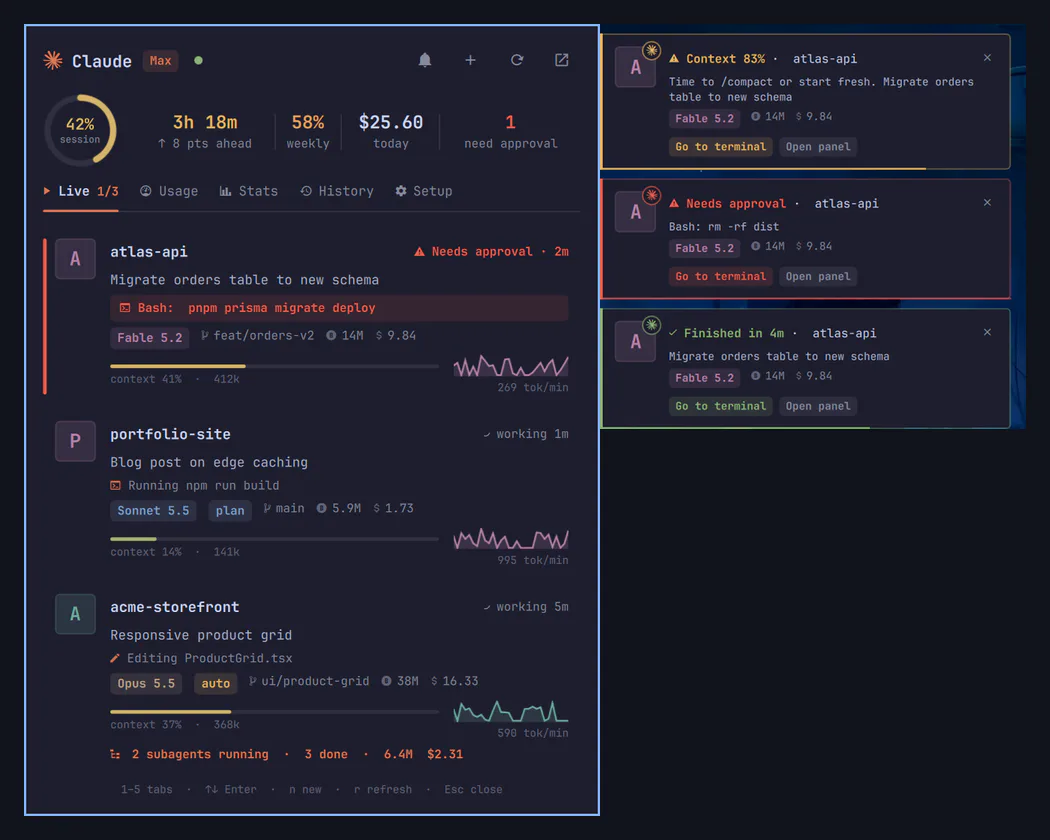 Claude Max
42%
session
3h 18m
↑ 8 pts ahead
58%
weekly
$25.60
today
1
need approval
Live 1/3 Usage Stats History Setup
A
atlas-api
Needs approval · 2m
Migrate orders table to new schema
Bash: pnpm prisma migrate deploy
Fable 5.2 feat/orders-v2 14M $ 9.84
context 41% · 412k
269 tok/min
P
portfolio-site
working 1m
Blog post on edge caching
Running npm run build
Sonnet 5.5 plan main 5.9M $ 1.73
context 14% · 141k
995 tok/min
A
acme-storefront
working 5m
Responsive product grid
Editing ProductGrid.tsx
Opus 5.5 auto ui/product-grid 38M $ 16.33
context 37% · 368k
590 tok/min
2 subagents running · 3 done · 6.4M $2.31
1-5 tabs · ↑↓ Enter · n new · r refresh · Esc close
A
Context 83% · atlas-api
Time to /compact or start fresh. Migrate orders
table to new schema
Fable 5.2 14M $ 9.84
Go to terminal Open panel
A
Needs approval · atlas-api
Bash: rm -rf dist
Fable 5.2 14M $ 9.84
Go to terminal Open panel
A
Finished in 4m · atlas-api
Migrate orders table to new schema
Fable 5.2 14M $ 9.84
Go to terminal Open panel